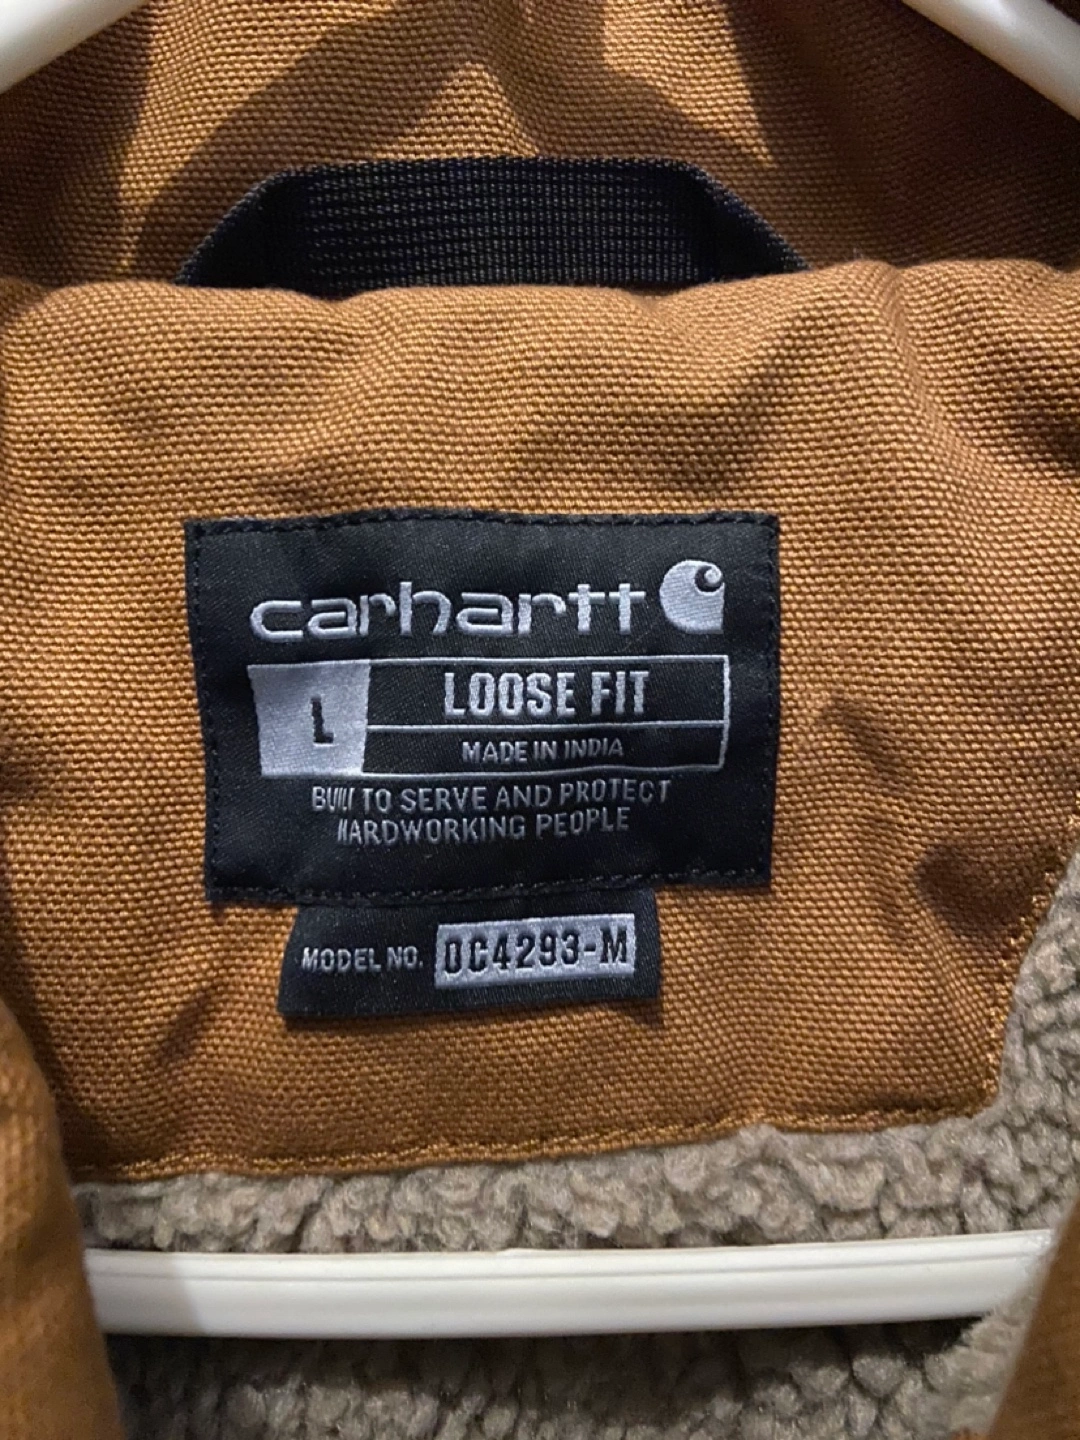 carhartt
L
LOOSE FIT
MADE IN INDIA
BUILT TO SERVE AND PROTECT
HARDWORKING PEOPLE
MODEL NO. OC4293-M